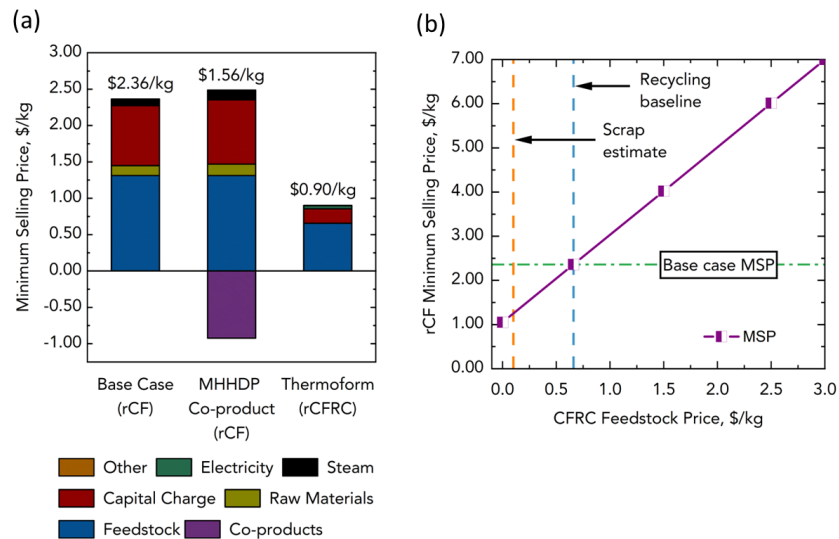 (a)
Minimum Selling Price, $/kg
3.00
2.50
2.00
1.50
1.00
0.50
0.00
-0.50
-1.00
$2.36/kg
$1.56/kg
$0.90/kg
Base Case
(rCF)
MHHDP
Co-product
(rCF)
Thermoform
(rCFRC)
Other
Electricity
Steam
Capital Charge
Raw Materials
Feedstock
Co-products
(b)
rCF Minimum Selling Price, $/kg
7.00
6.00
5.00
4.00
3.00
2.00
1.00
0.00
Recycling
baseline
Scrap
estimate
Base case MSP
MSP
0.0
0.5
1.0
1.5
2.0
2.5
3.0
CFRC Feedstock Price, $/kg